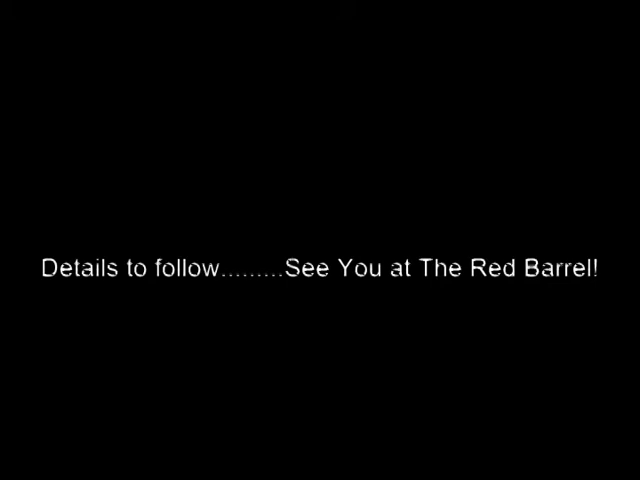 Details to follow.........See You at The Red Barrel!